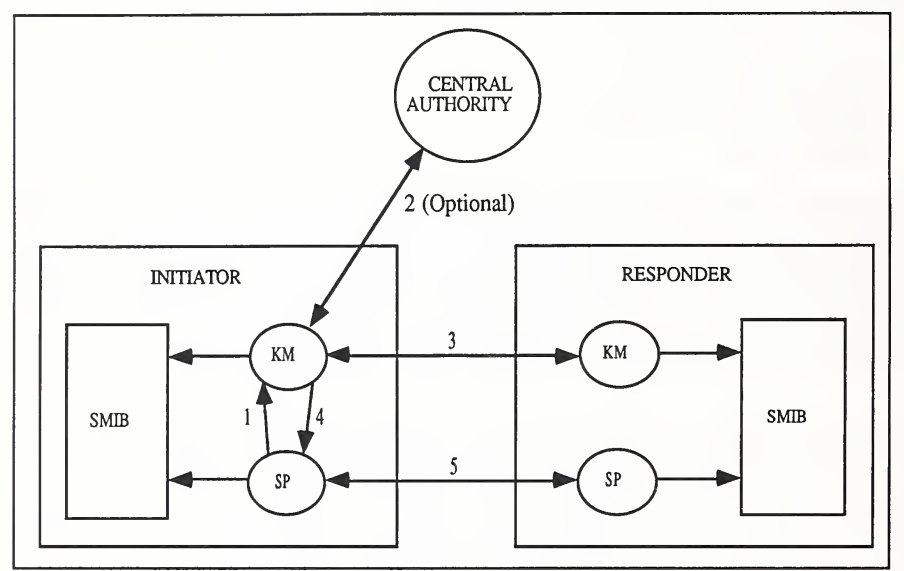 CENTRAL
AUTHORITY
2 (Optional)
INITIATOR
RESPONDER
KM
3
KM
SMIB
1
4
SMIB
SP
5
SP